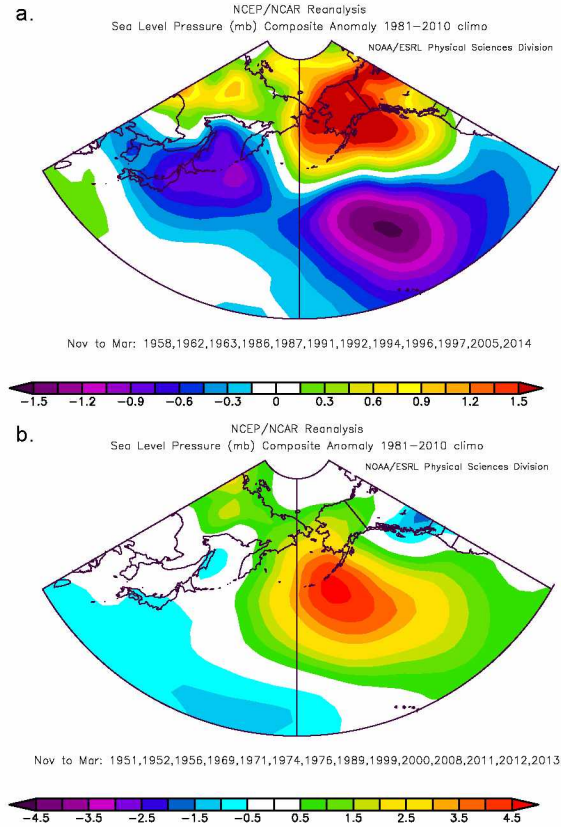 a.
NCEP/NCAR Reanalysis
Sea Level Pressure (mb) Composite Anomaly 1981-2010 climo
NOAA/ESRL Physical Sciences Division
Nov to Mar: 1958,1962,1963,1986,1987,1991,1992,1994,1996,1997,2005,2014
-1.5 -1.2 -0.9 -0.6 -0.3 0 0.3 0.6 0.9 1.2 1.5
b.
NCEP/NCAR Reanalysis
Sea Level Pressure (mb) Composite Anomaly 1981-2010 climo
NOAA/ESRL Physical Sciences Division
Nov to Mar: 1951,1952,1956,1969,1971,1974,1976,1989,1999,2000,2008,2011,2012,2013
-4.5 -3.5 -2.5 -1.5 -0.5 0.5 1.5 2.5 3.5 4.5